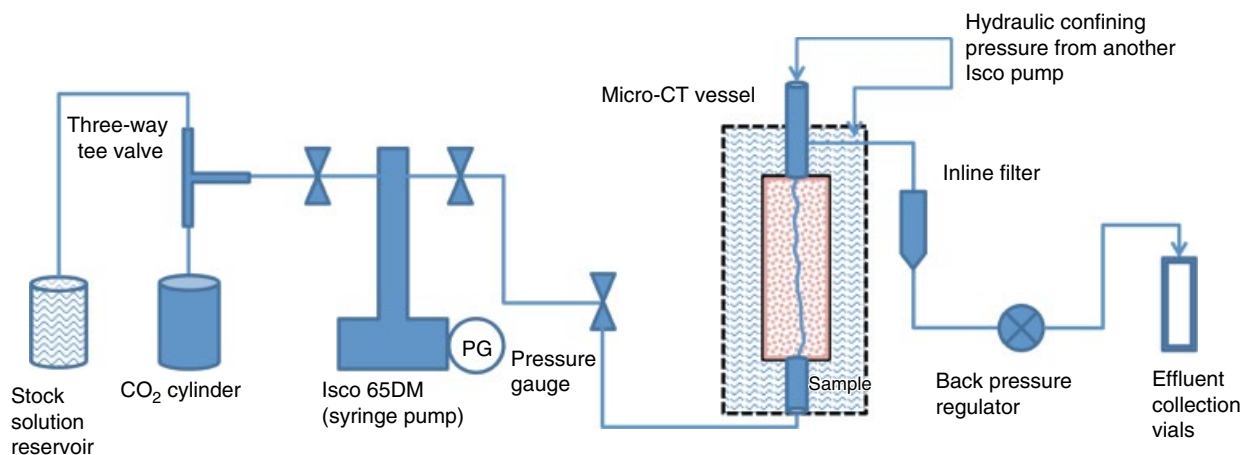 Hydraulic confining
pressure from another
Isco pump
Micro-CT vessel
Three-way
tee valve
Inline filter
PG
Pressure
gauge
Sample
Stock
solution
reservoir
CO₂ cylinder
Isco 65DM
(syringe pump)
Back pressure
regulator
Effluent
collection
vials